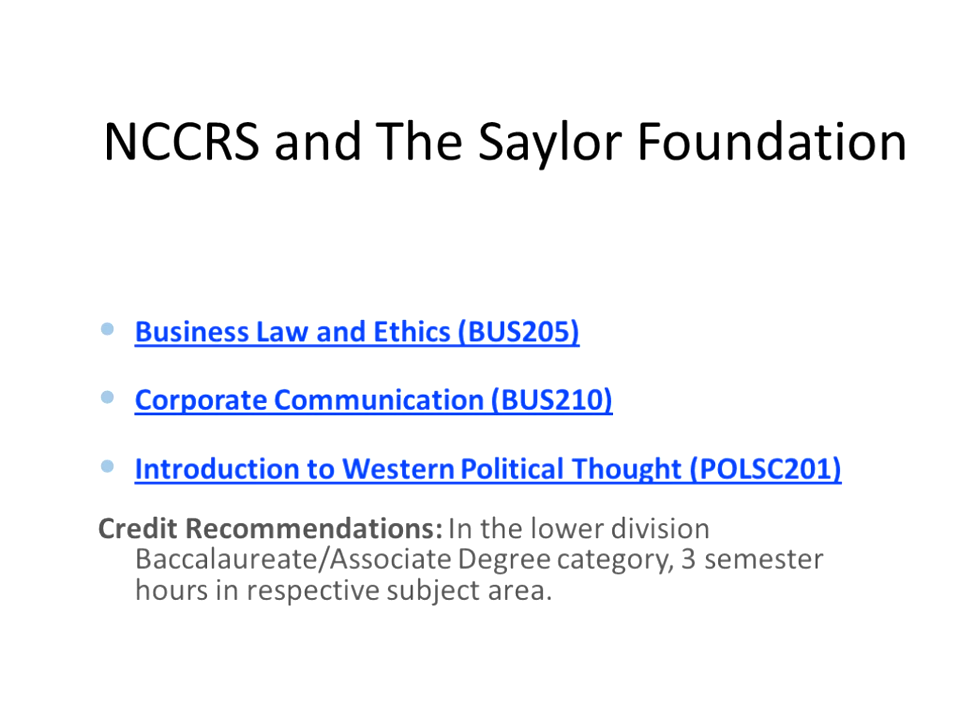 NCCRS and The Saylor Foundation
Business Law and Ethics (BUS205)
Corporate Communication (BUS210)
Introduction to Western Political Thought (POLSC201)
Credit Recommendations: In the lower division
Baccalaureate/Associate Degree category, 3 semester
hours in respective subject area.